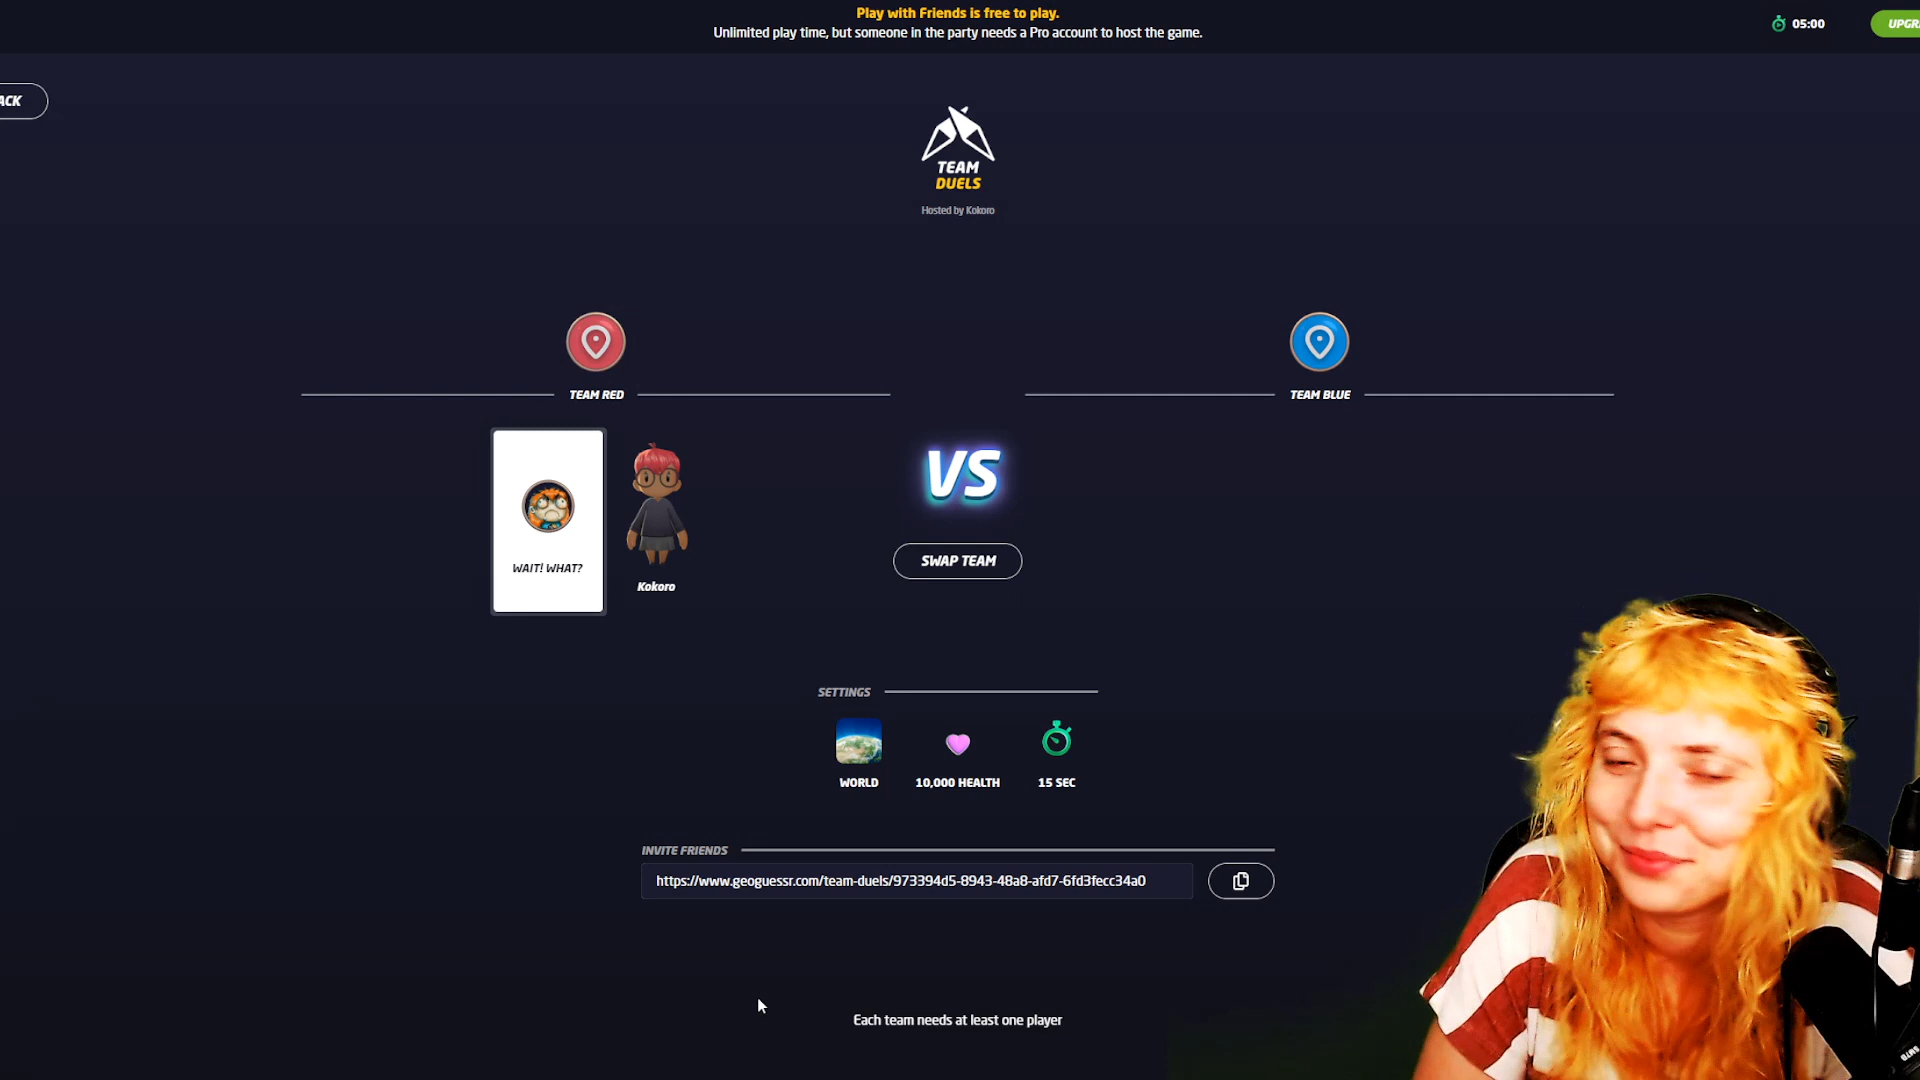 Play with Friends is free to play.
Unlimited play time, but someone in the party needs a Pro account to host the game.
05:00
UPGR
ACK
TEAM
DUELS
Hosted by Kokoro
TEAM RED
TEAM BLUE
WAIT! WHAT?
Kokoro
VS
SWAP TEAM
SETTINGS
WORLD
10,000 HEALTH
15 SEC
INVITE FRIENDS
https://www.geoguessr.com/team-duels/973394d5-8943-48a8-afd7-6fd3fecc34a0
Each team needs at least one player